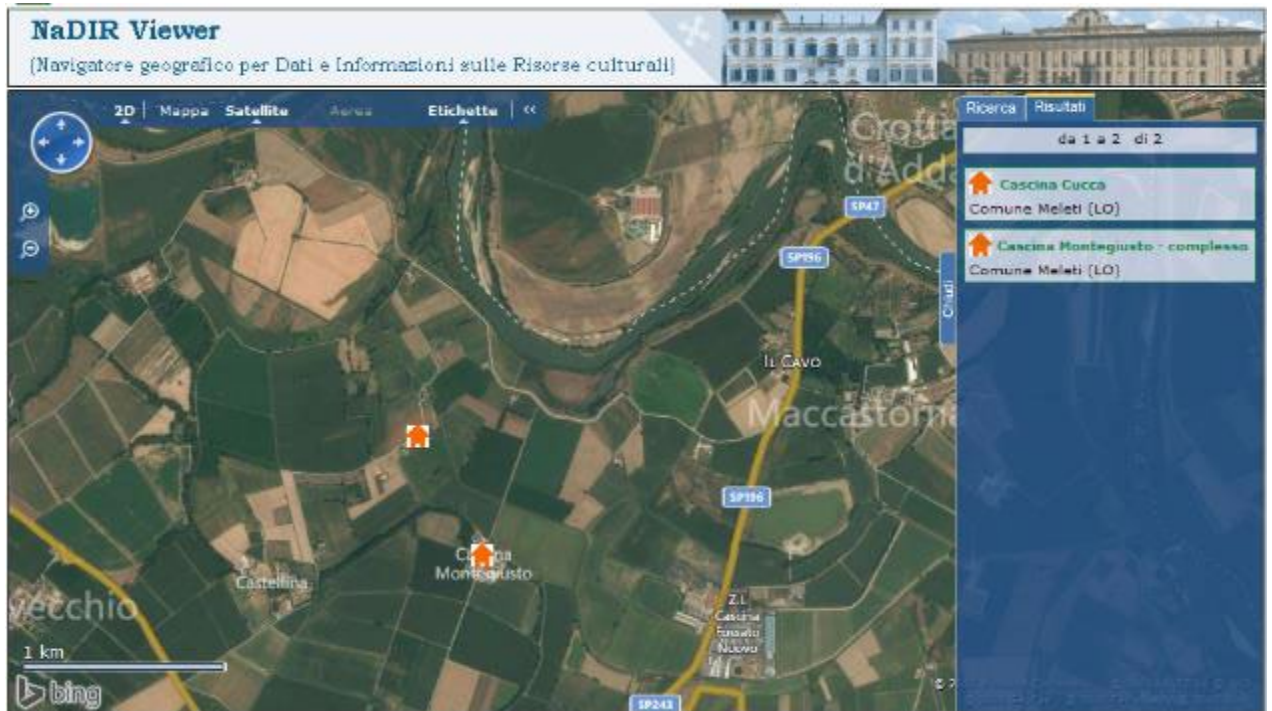 NaDIR Viewer
(Navigatore geografico per Dati e Informazioni sulle Risorse culturali)
2D Mappa Satellite Aerea Etichette «
Ricerca Risultati
da 1 a 2 di 2
Cascina Cucca
Comune Meleti (LO)
Cascina Montegiusto - complesso
Comune Meleti (LO)
Chiudi
Crotta
d'Adda
SP47
SP196
IL CAVO
Maccastorna
SP196
Montegiusto
Castellina
vecchio
Z.I.
Cascina
Fossato
Nuovo
1 km
bing
SP243